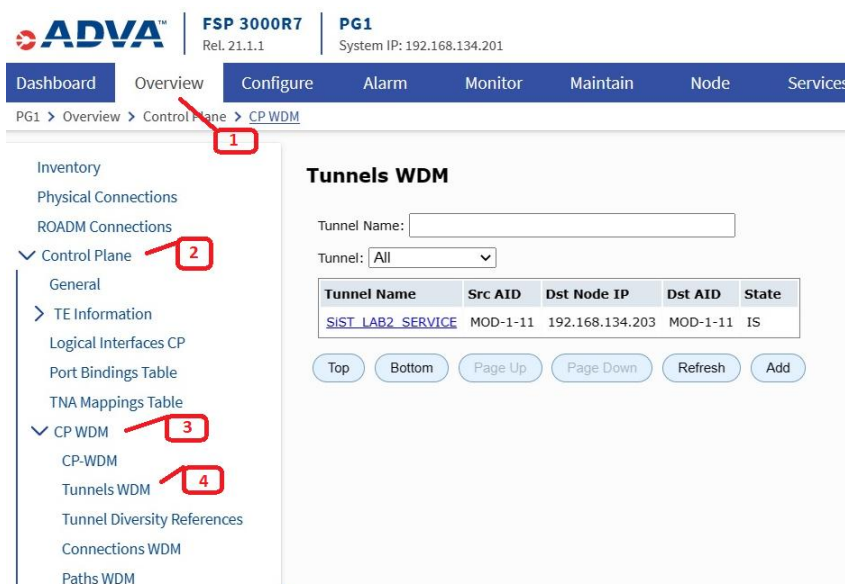 ADVA™
FSP 3000R7
Rel. 21.1.1
PG1
System IP: 192.168.134.201
Dashboard Overview Configure Alarm Monitor Maintain Node Services
PG1 > Overview > Control Plane > CP WDM
1
Inventory
Physical Connections
ROADM Connections
Control Plane
2
General
TE Information
Logical Interfaces CP
Port Bindings Table
TNA Mappings Table
CP WDM
3
CP-WDM
Tunnels WDM
4
Tunnel Diversity References
Connections WDM
Paths WDM
Tunnels WDM
Tunnel Name:
Tunnel: All
Tunnel Name Src AID Dst Node IP Dst AID State
SiST_LAB2_SERVICE MOD-1-11 192.168.134.203 MOD-1-11 IS
Top Bottom Page Up Page Down Refresh Add